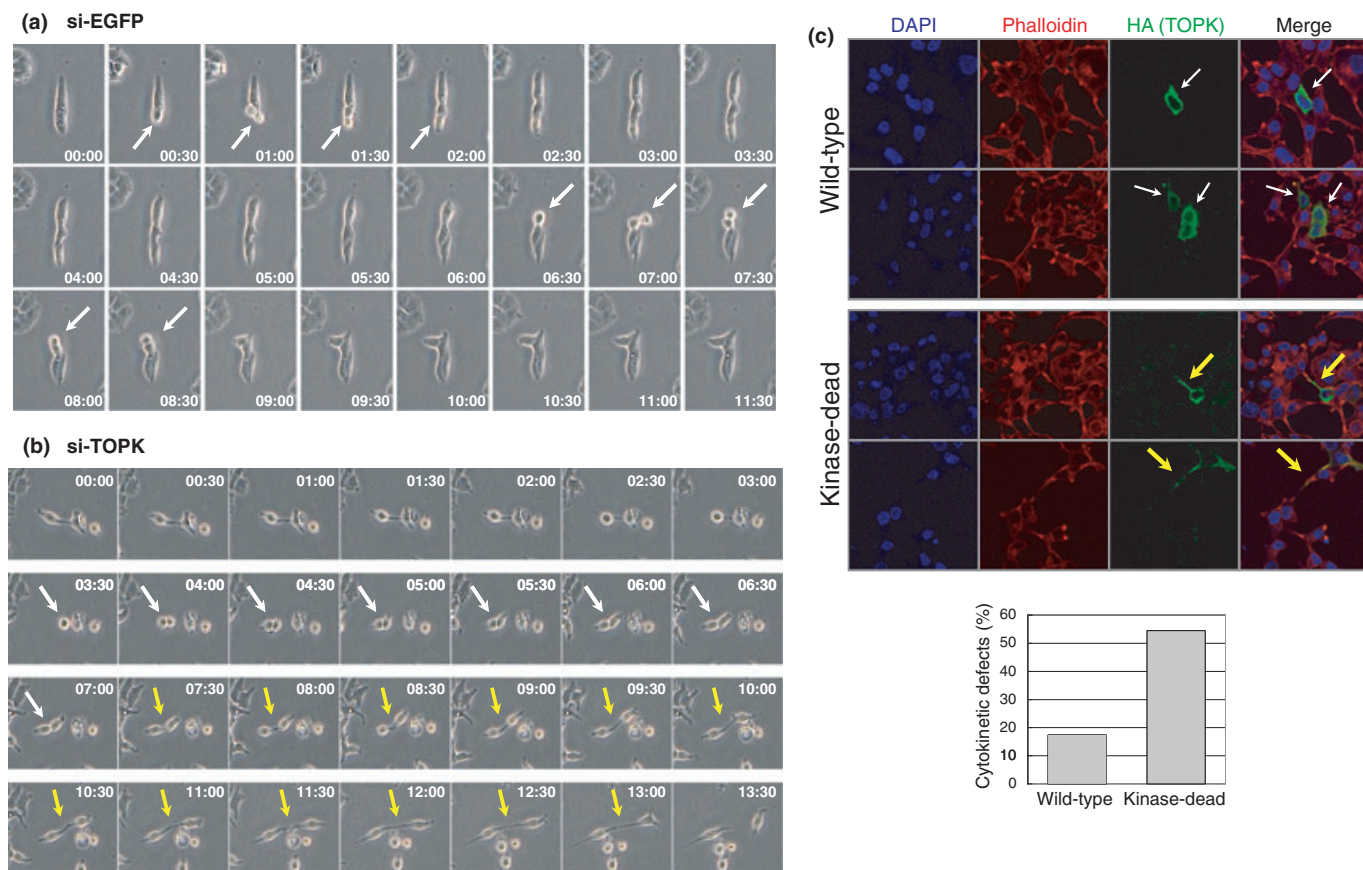 (a) si-EGFP
00:00 00:30 01:00 01:30 02:00 02:30 03:00 03:30
04:00 04:30 05:00 05:30 06:00 06:30 07:00 07:30
08:00 08:30 09:00 09:30 10:00 10:30 11:00 11:30
(b) si-TOPK
00:00 00:30 01:00 01:30 02:00 02:30 03:00
03:30 04:00 04:30 05:00 05:30 06:00 06:30
07:00 07:30 08:00 08:30 09:00 09:30 10:00
10:30 11:00 11:30 12:00 12:30 13:00 13:30
(c)
DAPI Phalloidin HA (TOPK) Merge
Wild-type
Kinase-dead
Cytokinetic defects (%)
60
50
40
30
20
10
0
Wild-type Kinase-dead